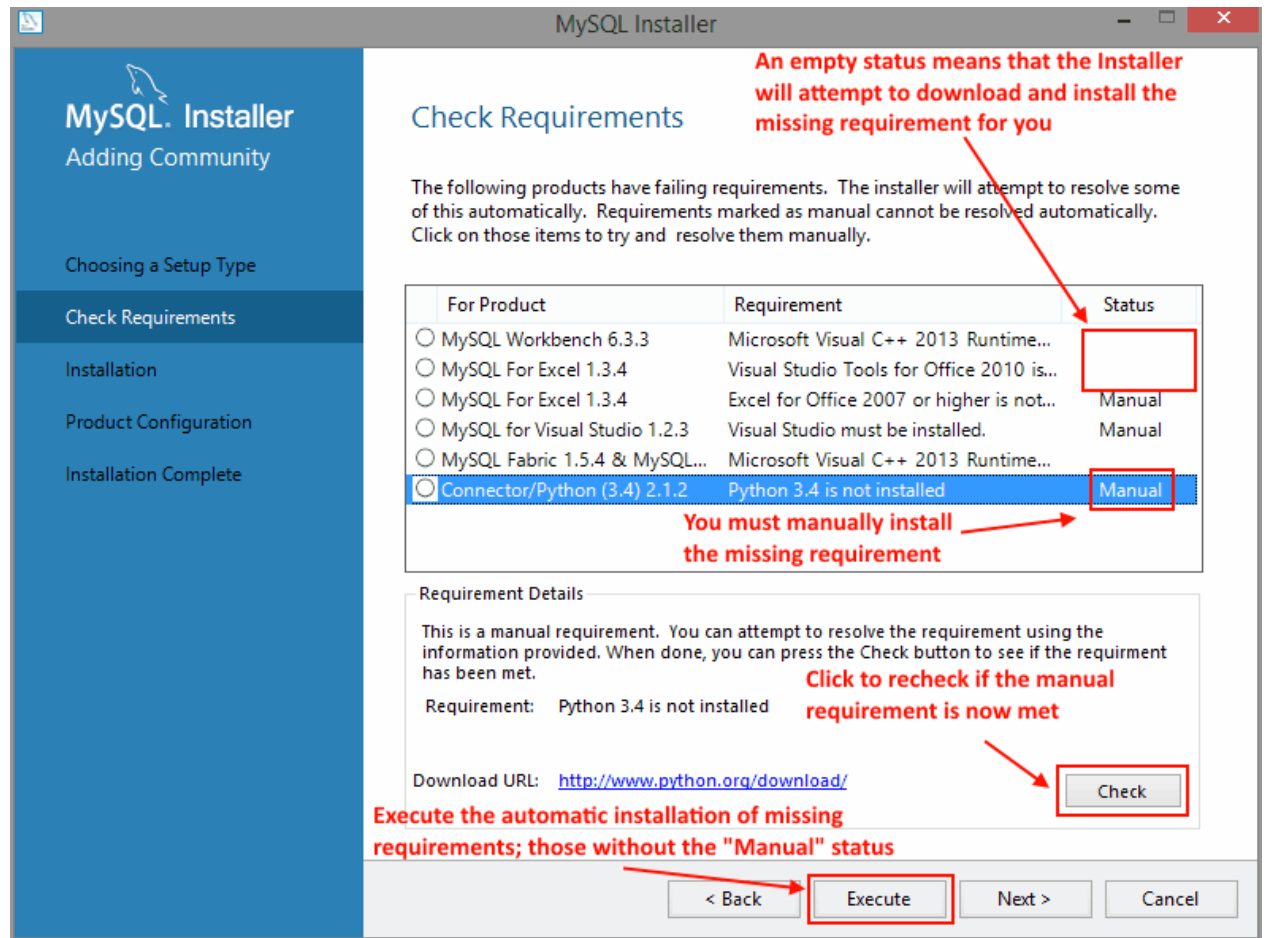 MySQL Installer
An empty status means that the Installer
will attempt to download and install the
missing requirement for you
MySQL. Installer
Adding Community
Check Requirements
The following products have failing requirements. The installer will attempt to resolve some
of this automatically. Requirements marked as manual cannot be resolved automatically.
Click on those items to try and resolve them manually.
Choosing a Setup Type
Check Requirements
Installation
Product Configuration
Installation Complete
For Product Requirement Status
MySQL Workbench 6.3.3 Microsoft Visual C++ 2013 Runtime...
MySQL For Excel 1.3.4 Visual Studio Tools for Office 2010 is...
MySQL For Excel 1.3.4 Excel for Office 2007 or higher is not... Manual
MySQL for Visual Studio 1.2.3 Visual Studio must be installed. Manual
MySQL Fabric 1.5.4 & MySQL... Microsoft Visual C++ 2013 Runtime...
Connector/Python (3.4) 2.1.2 Python 3.4 is not installed Manual
You must manually install
the missing requirement
Requirement Details
This is a manual requirement. You can attempt to resolve the requirement using the
information provided. When done, you can press the Check button to see if the requirment
has been met.
Click to recheck if the manual
requirement is now met
Requirement: Python 3.4 is not installed
Download URL: http://www.python.org/download/
Check
Execute the automatic installation of missing
requirements; those without the "Manual" status
< Back Execute Next > Cancel